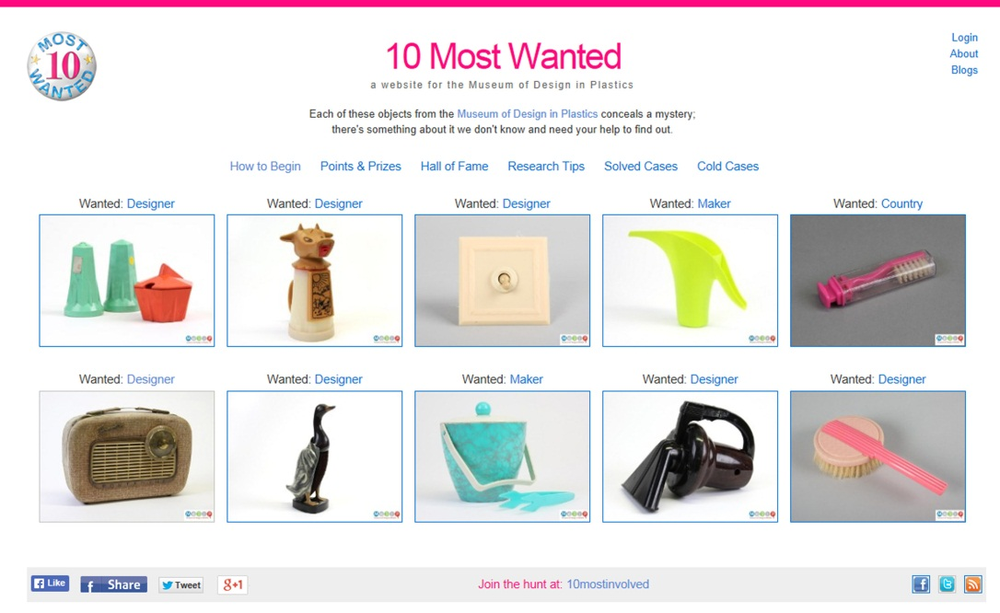 MOST
10
WANTED
10 Most Wanted
a website for the Museum of Design in Plastics
Login
About
Blogs
Each of these objects from the Museum of Design in Plastics conceals a mystery;
there's something about it we don't know and need your help to find out.
How to Begin Points & Prizes Hall of Fame Research Tips Solved Cases Cold Cases
Wanted: Designer Wanted: Designer Wanted: Designer Wanted: Maker Wanted: Country
Wanted: Designer Wanted: Designer Wanted: Maker Wanted: Designer Wanted: Designer
Like Share Tweet g+1 Join the hunt at: 10mostinvolved